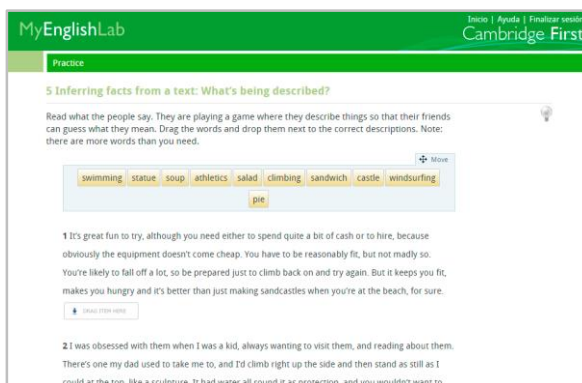 MyEnglishLab
Inicio | Ayuda | Finalizar sesión
Cambridge First
Practice
5 Inferring facts from a text: What's being described?
Read what the people say. They are playing a game where they describe things so that their friends
can guess what they mean. Drag the words and drop them next to the correct descriptions. Note:
there are more words than you need.
Move
swimming statue soup athletics salad climbing sandwich castle windsurfing
pie
1 It's great fun to try, although you need either to spend quite a bit of cash or to hire, because
obviously the equipment doesn't come cheap. You have to be reasonably fit, but not madly so.
You're likely to fall off a lot, so be prepared just to climb back on and try again. But it keeps you fit,
makes you hungry and it's better than just making sandcastles when you're at the beach, for sure.
DRAG ITEM HERE
2 I was obsessed with them when I was a kid, always wanting to visit them, and reading about them.
There's one my dad used to take me to, and I'd climb right up the side and then stand as still as I
could at the top, like a sculpture. It had water all round it as protection, and you wouldn't want to